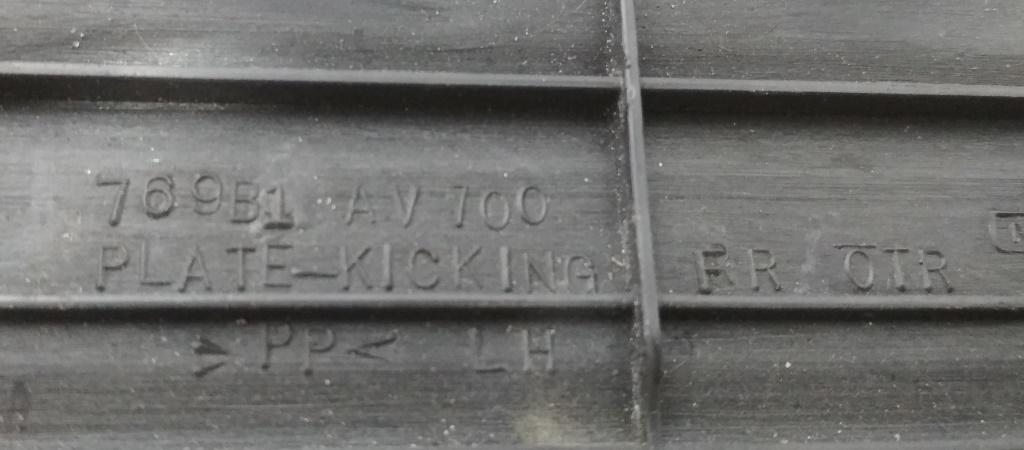 769B1 AV700
PLATE-KICKING FR OTR
>PP< LH